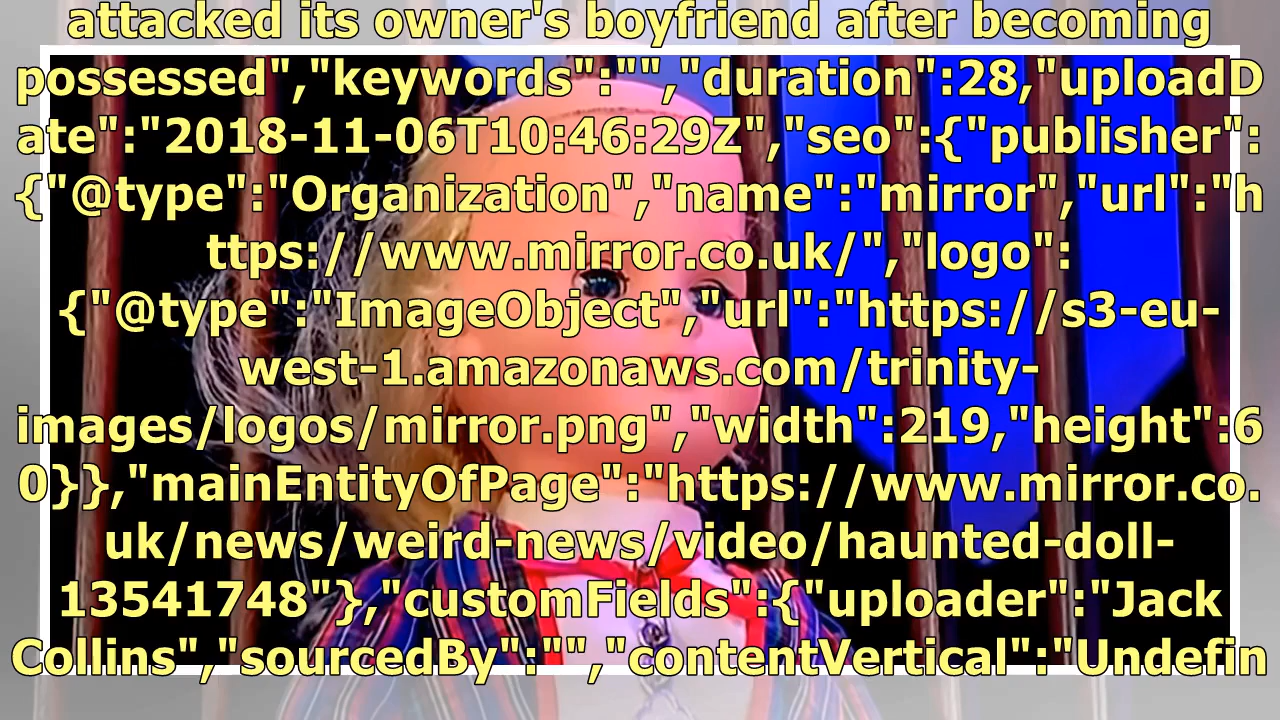 attacked its owner's boyfriend after becoming
possessed","keywords":"","duration":28,"uploadD
ate":"2018-11-06T10:46:29Z","seo":{"publisher":
{"@type":"Organization","name":"mirror","url":"h
ttps://www.mirror.co.uk/","logo":
{"@type":"ImageObject","url":"https://s3-eu-
west-1.amazonaws.com/trinity-
images/logos/mirror.png","width":219,"height":6
0}},"mainEntityOfPage":"https://www.mirror.co.
uk/news/weird-news/video/haunted-doll-
13541748"},"customFields":{"uploader":"Jack
Collins","sourcedBy":"","contentVertical":"Undefin